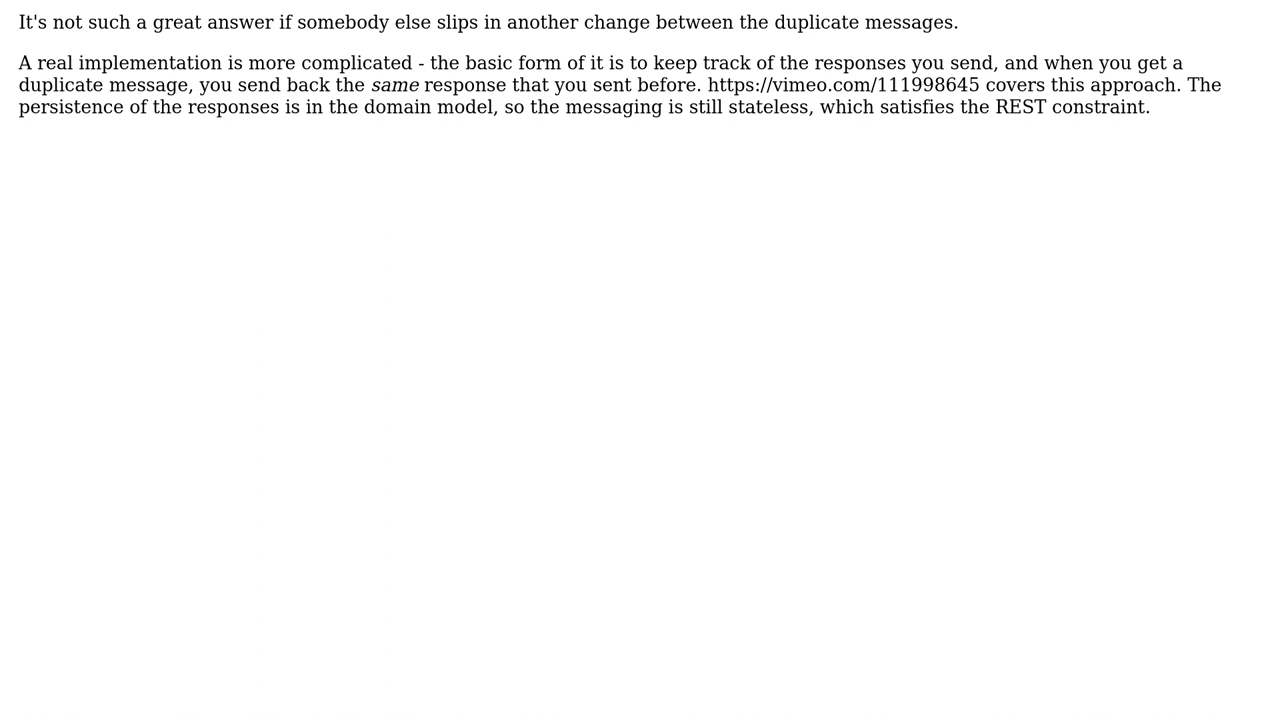 It's not such a great answer if somebody else slips in another change between the duplicate messages.
A real implementation is more complicated - the basic form of it is to keep track of the responses you send, and when you get a
duplicate message, you send back the same response that you sent before. https://vimeo.com/111998645 covers this approach. The
persistence of the responses is in the domain model, so the messaging is still stateless, which satisfies the REST constraint.